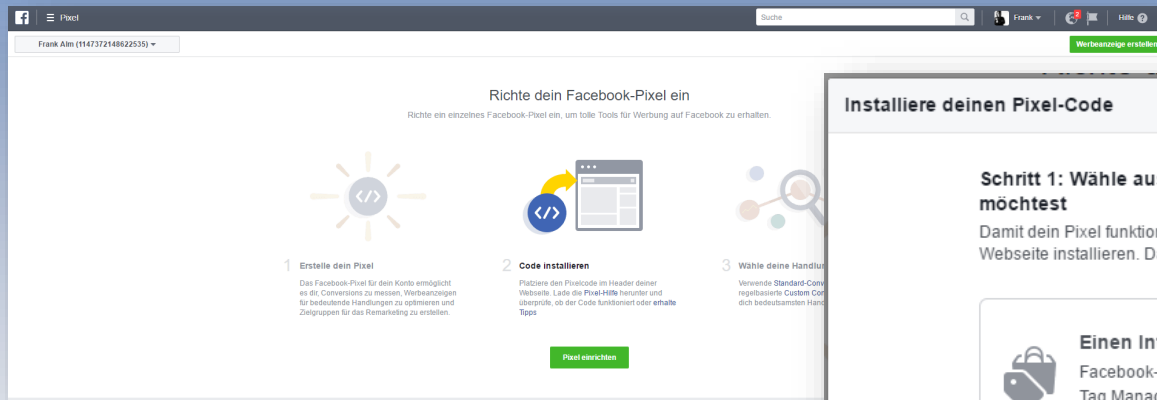 Pixel
Suche
Frank
2
Hilfe
Frank Alm (1147372148622535)
Werbeanzeige erstellen
Richte dein Facebook-Pixel ein
Richte ein einzelnes Facebook-Pixel ein, um tolle Tools für Werbung auf Facebook zu erhalten.
1 Erstelle dein Pixel
Das Facebook-Pixel für dein Konto ermöglicht
es dir, Conversions zu messen, Werbeanzeigen
für bedeutende Handlungen zu optimieren und
Zielgruppen für das Remarketing zu erstellen.
2 Code installieren
Platziere den Pixelcode im Header deiner
Webseite. Lade die Pixel-Hilfe herunter und
überprüfe, ob der Code funktioniert oder erhalte
Tipps
3 Wähle deine Handlu
Verwende Standard-Conv
regelbasierte Custom Con
dich bedeutsamsten Hand
Pixel einrichten
Installiere deinen Pixel-Code
Schritt 1: Wähle au
möchtest
Damit dein Pixel funktion
Webseite installieren. D
Einen In
Facebook-
Tag Manag